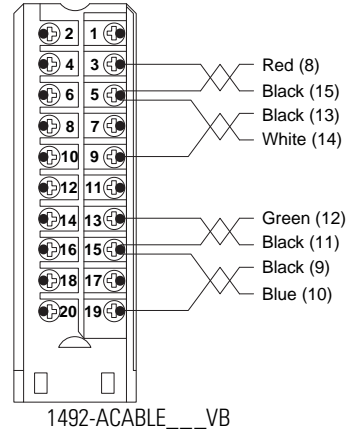 2 1
4 3
6 5
8 7
10 9
12 11
14 13
16 15
18 17
20 19
Red (8)
Black (15)
Black (13)
White (14)
Green (12)
Black (11)
Black (9)
Blue (10)
1492-ACABLE___VB